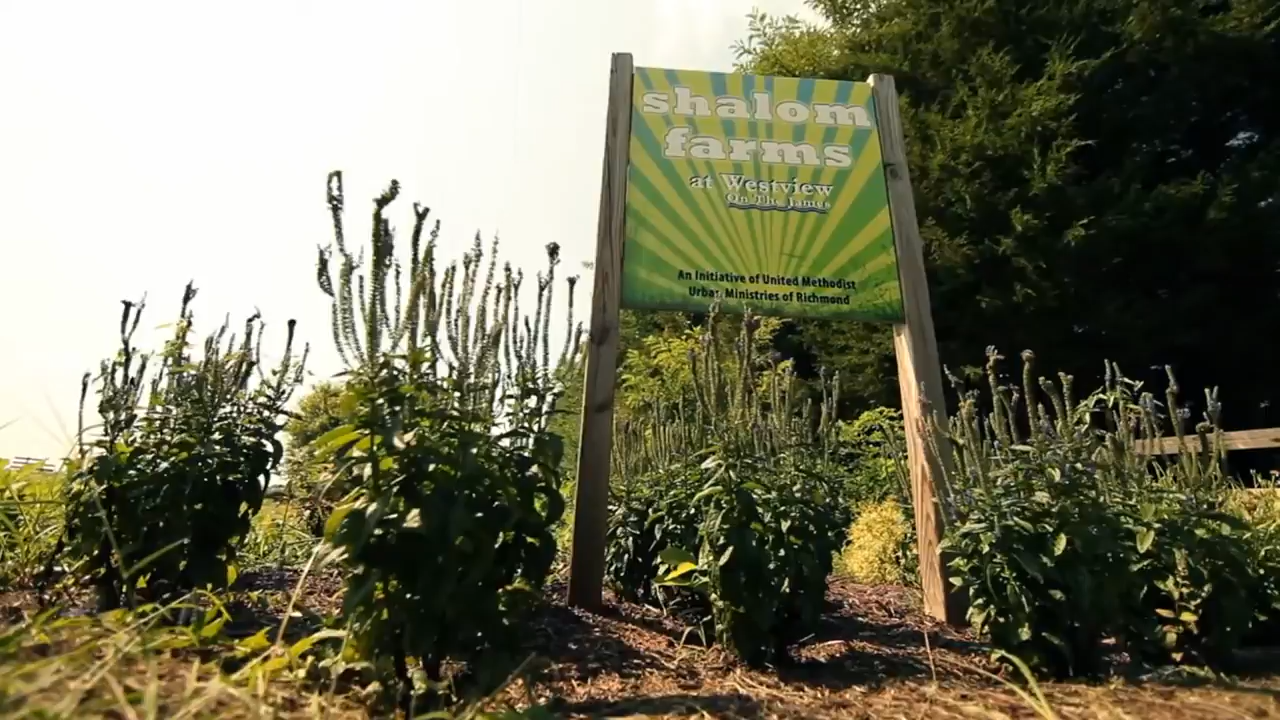 shalom
farms
at Westview
On The James
An Initiative of United Methodist
Urban Ministries of Richmond